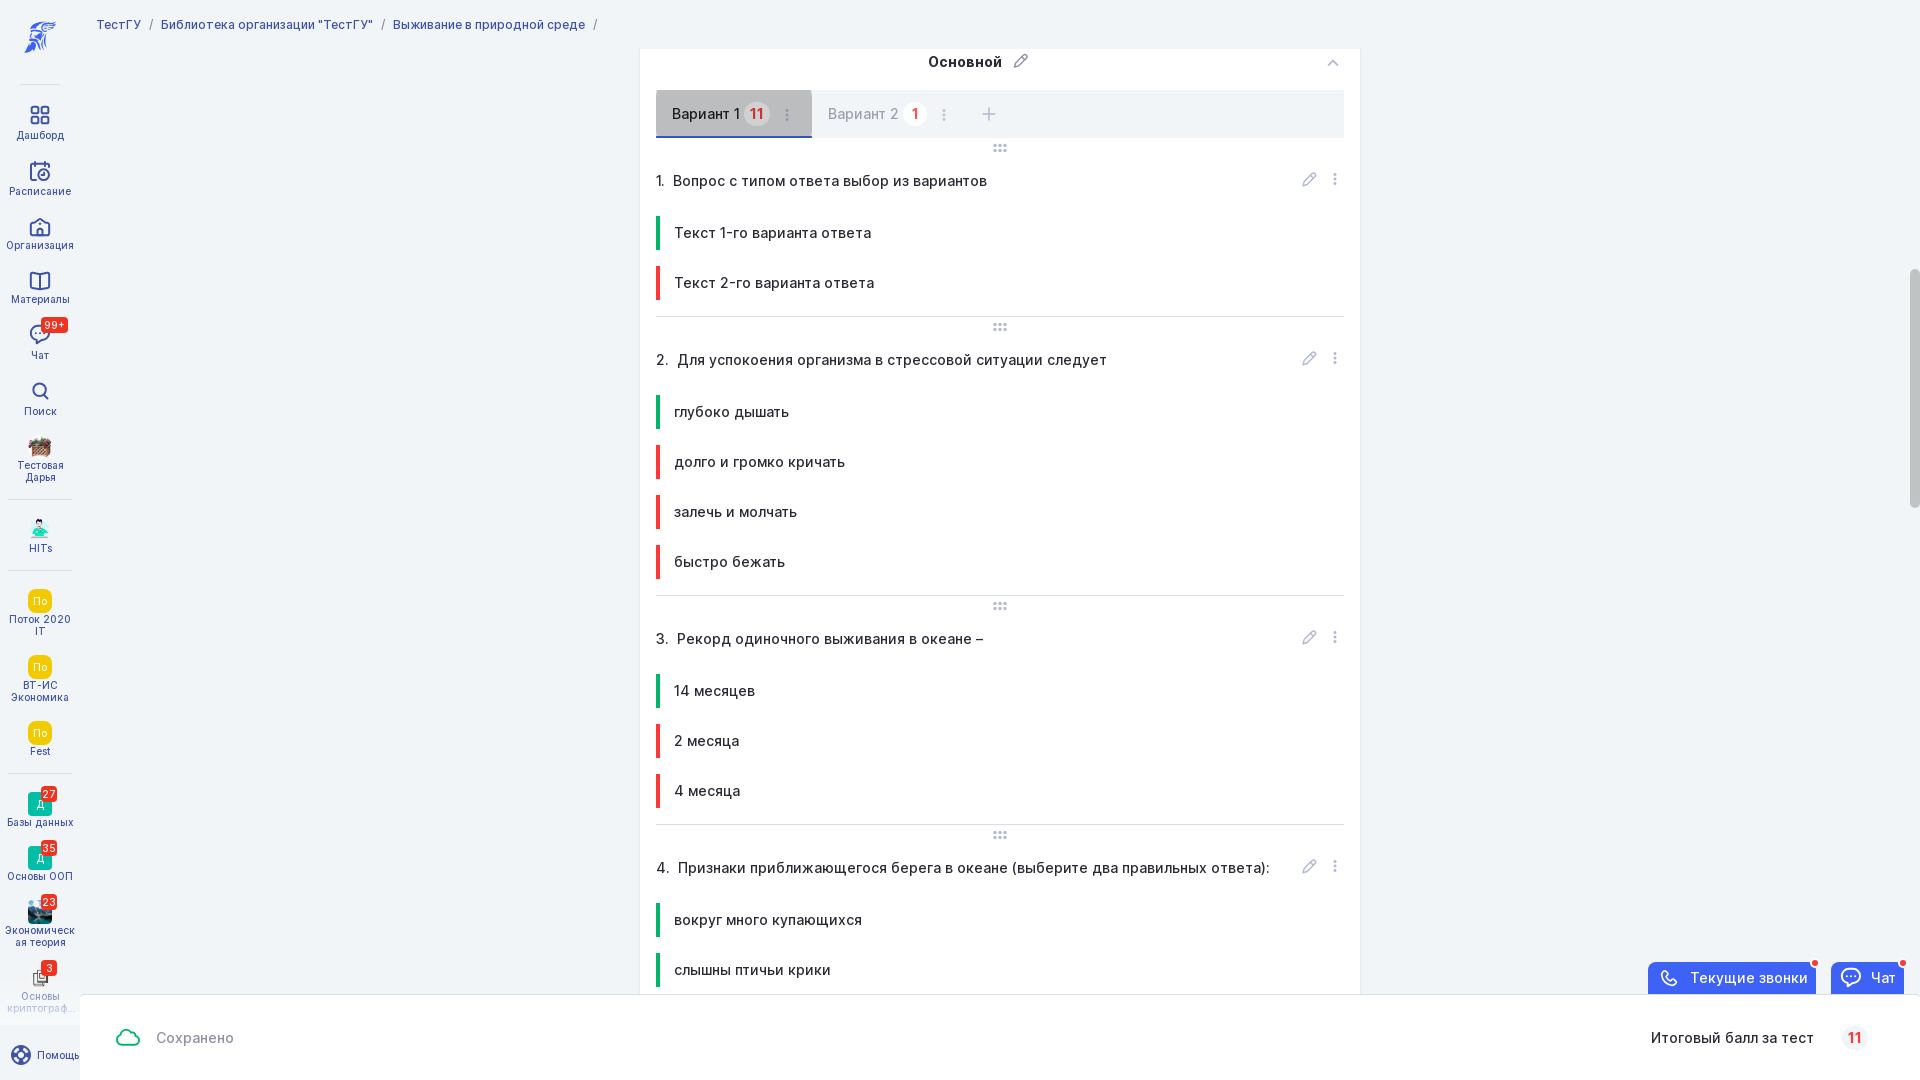 ТестГУ / Библиотека организации "ТестГУ" / Выживание в природной среде /
Дашборд
Расписание
Организация
Материалы
99+
Чат
Поиск
Тестовая
Дарья
HITs
По
Поток 2020
IT
По
ВТ-ИС
Экономика
По
Fest
27
Д
Базы данных
35
Д
Основы ООП
23
Экономическ
ая теория
3
Основы
криптограф...
Помощь
Основной
Вариант 1 11
Вариант 2 1
1. Вопрос с типом ответа выбор из вариантов
Текст 1-го варианта ответа
Текст 2-го варианта ответа
2. Для успокоения организма в стрессовой ситуации следует
глубоко дышать
долго и громко кричать
залечь и молчать
быстро бежать
3. Рекорд одиночного выживания в океане –
14 месяцев
2 месяца
4 месяца
4. Признаки приближающегося берега в океане (выберите два правильных ответа):
вокруг много купающихся
слышны птичьи крики
Текущие звонки
Чат
Сохранено
Итоговый балл за тест 11